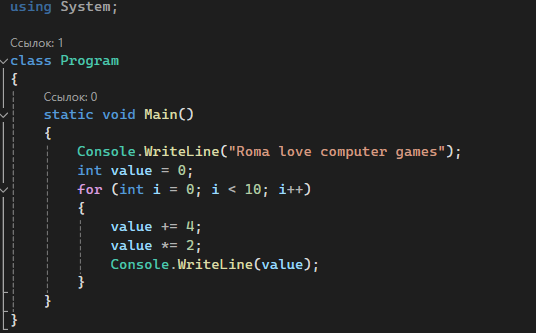 using System;
Ссылок: 1
class Program
{
Ссылок: 0
static void Main()
{
Console.WriteLine("Roma love computer games");
int value = 0;
for (int i = 0; i < 10; i++)
{
value += 4;
value *= 2;
Console.WriteLine(value);
}
}
}